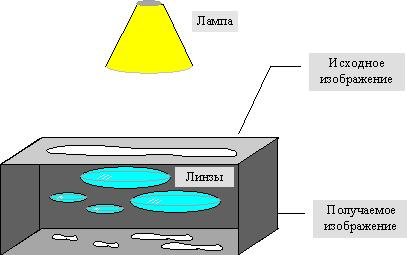 Лампа
Исходное
изображение
Линзы
Получаемое
изображение